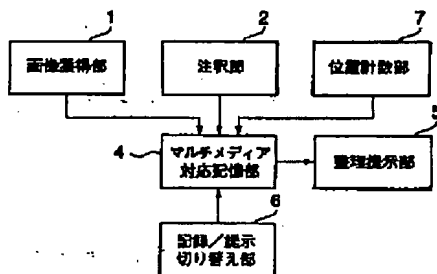 1
2
7
画像獲得部
注釈部
位置計数部
5
4
マルチメディア
対応記憶部
整理提示部
6
記録/提示
切り替え部